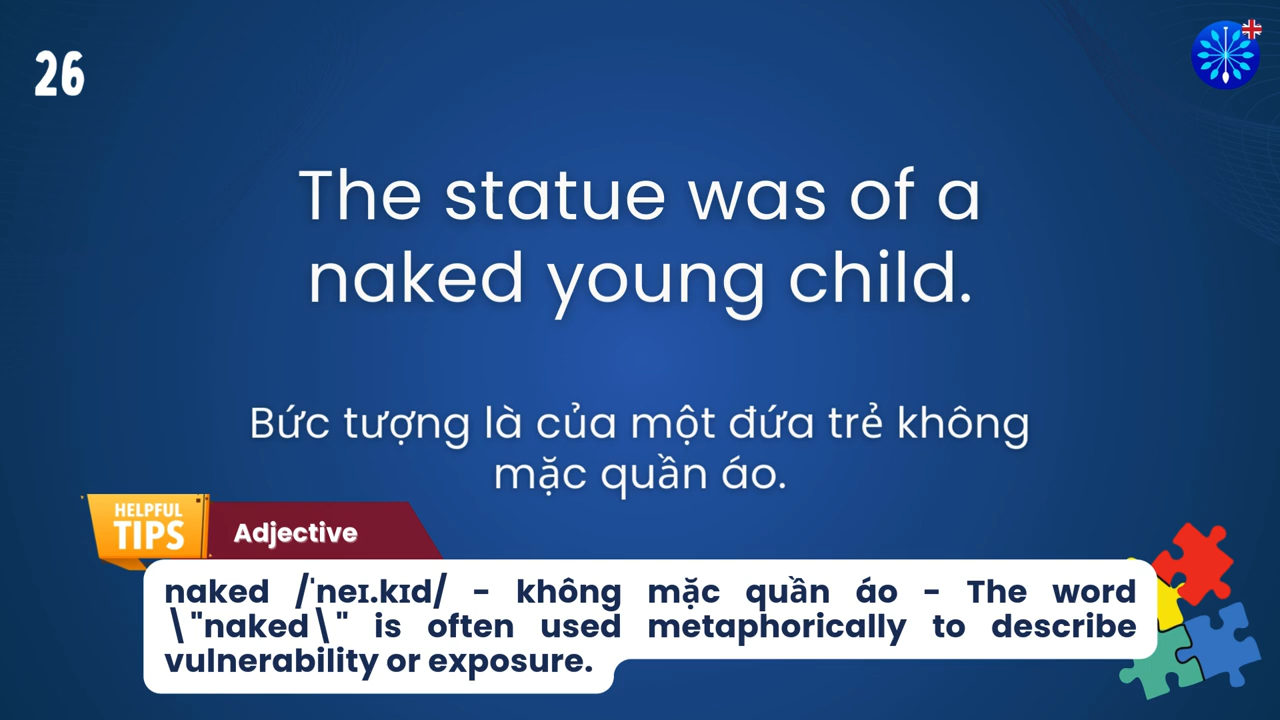 26
The statue was of a
naked young child.
Bức tượng là của một đứa trẻ không
mặc quần áo.
HELPFUL
TIPS
Adjective
naked /ˈneɪ.kɪd/ - không mặc quần áo - The word
\"naked\" is often used metaphorically to describe
vulnerability or exposure.